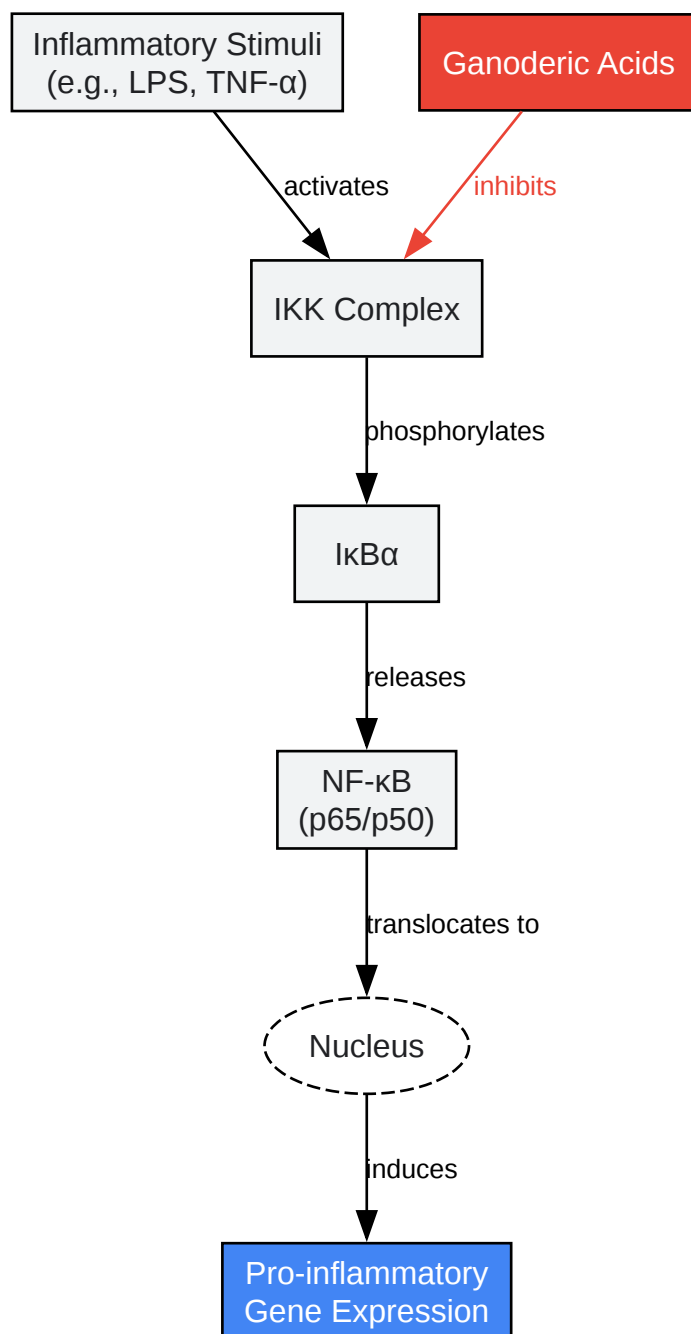 Inflammatory Stimuli
(e.g., LPS, TNF-α)
Ganoderic Acids
activates
inhibits
IKK Complex
phosphorylates
IκBα
releases
NF-κB
(p65/p50)
translocates to
Nucleus
induces
Pro-inflammatory
Gene Expression